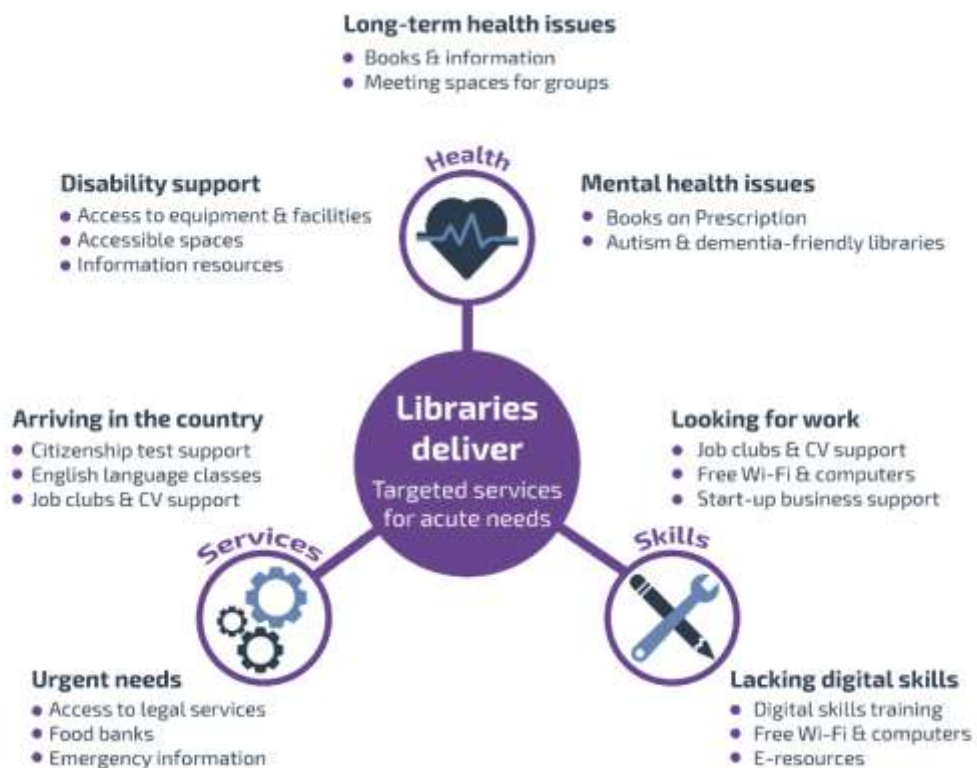 Long-term health issues
• Books & information
• Meeting spaces for groups
Health
Disability support
• Access to equipment & facilities
• Accessible spaces
• Information resources
Mental health issues
• Books on Prescription
• Autism & dementia-friendly libraries
Libraries
deliver
Targeted services
for acute needs
Arriving in the country
• Citizenship test support
• English language classes
• Job clubs & CV support
Looking for work
• Job clubs & CV support
• Free Wi-Fi & computers
• Start-up business support
Services
Skills
Urgent needs
• Access to legal services
• Food banks
• Emergency information
Lacking digital skills
• Digital skills training
• Free Wi-Fi & computers
• E-resources